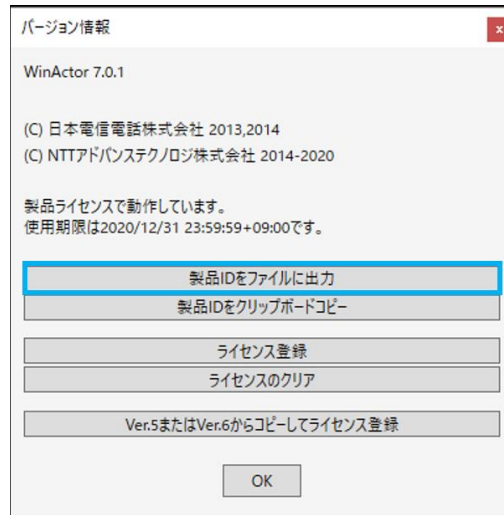 バージョン情報
x
WinActor 7.0.1
(C) 日本電信電話株式会社 2013,2014
(C) NTTアドバンステクノロジ株式会社 2014-2020
製品ライセンスで動作しています。
使用期限は2020/12/31 23:59:59+09:00です。
製品IDをファイルに出力
製品IDをクリップボードコピー
ライセンス登録
ライセンスのクリア
Ver.5またはVer.6からコピーしてライセンス登録
OK